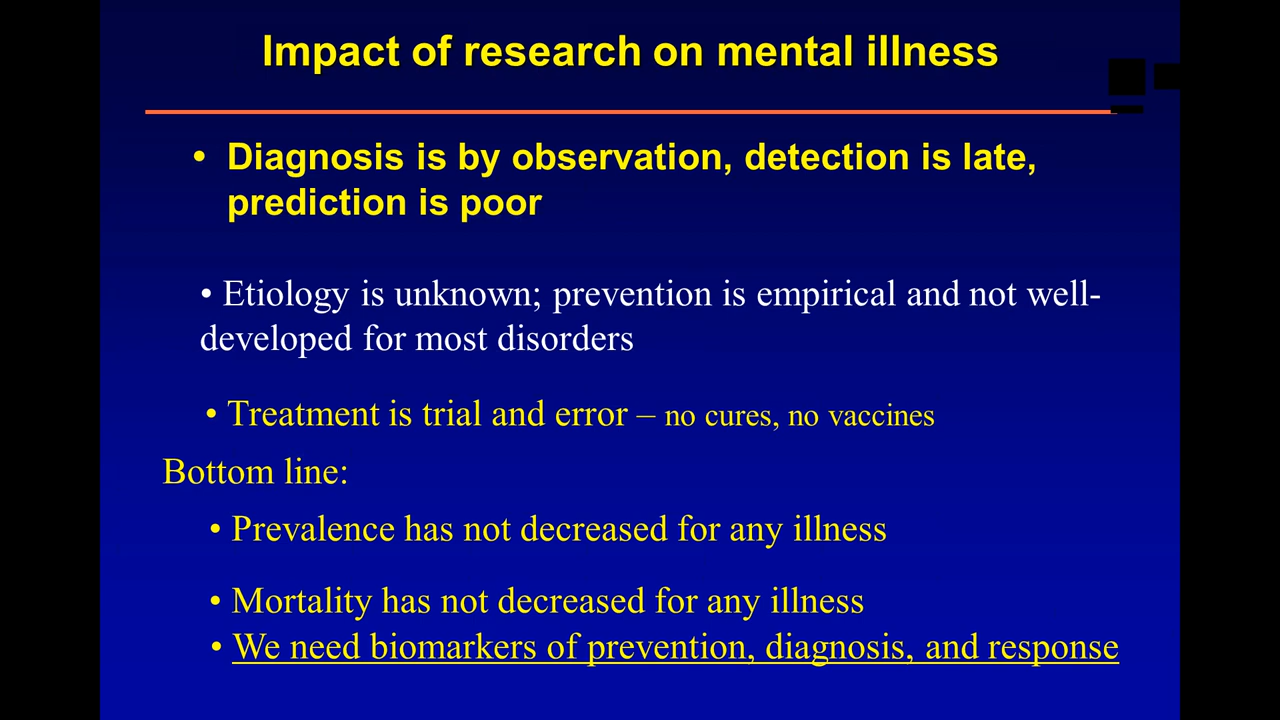 Impact of research on mental illness
• Diagnosis is by observation, detection is late,
prediction is poor
• Etiology is unknown; prevention is empirical and not well-
developed for most disorders
• Treatment is trial and error – no cures, no vaccines
Bottom line:
• Prevalence has not decreased for any illness
• Mortality has not decreased for any illness
• We need biomarkers of prevention, diagnosis, and response